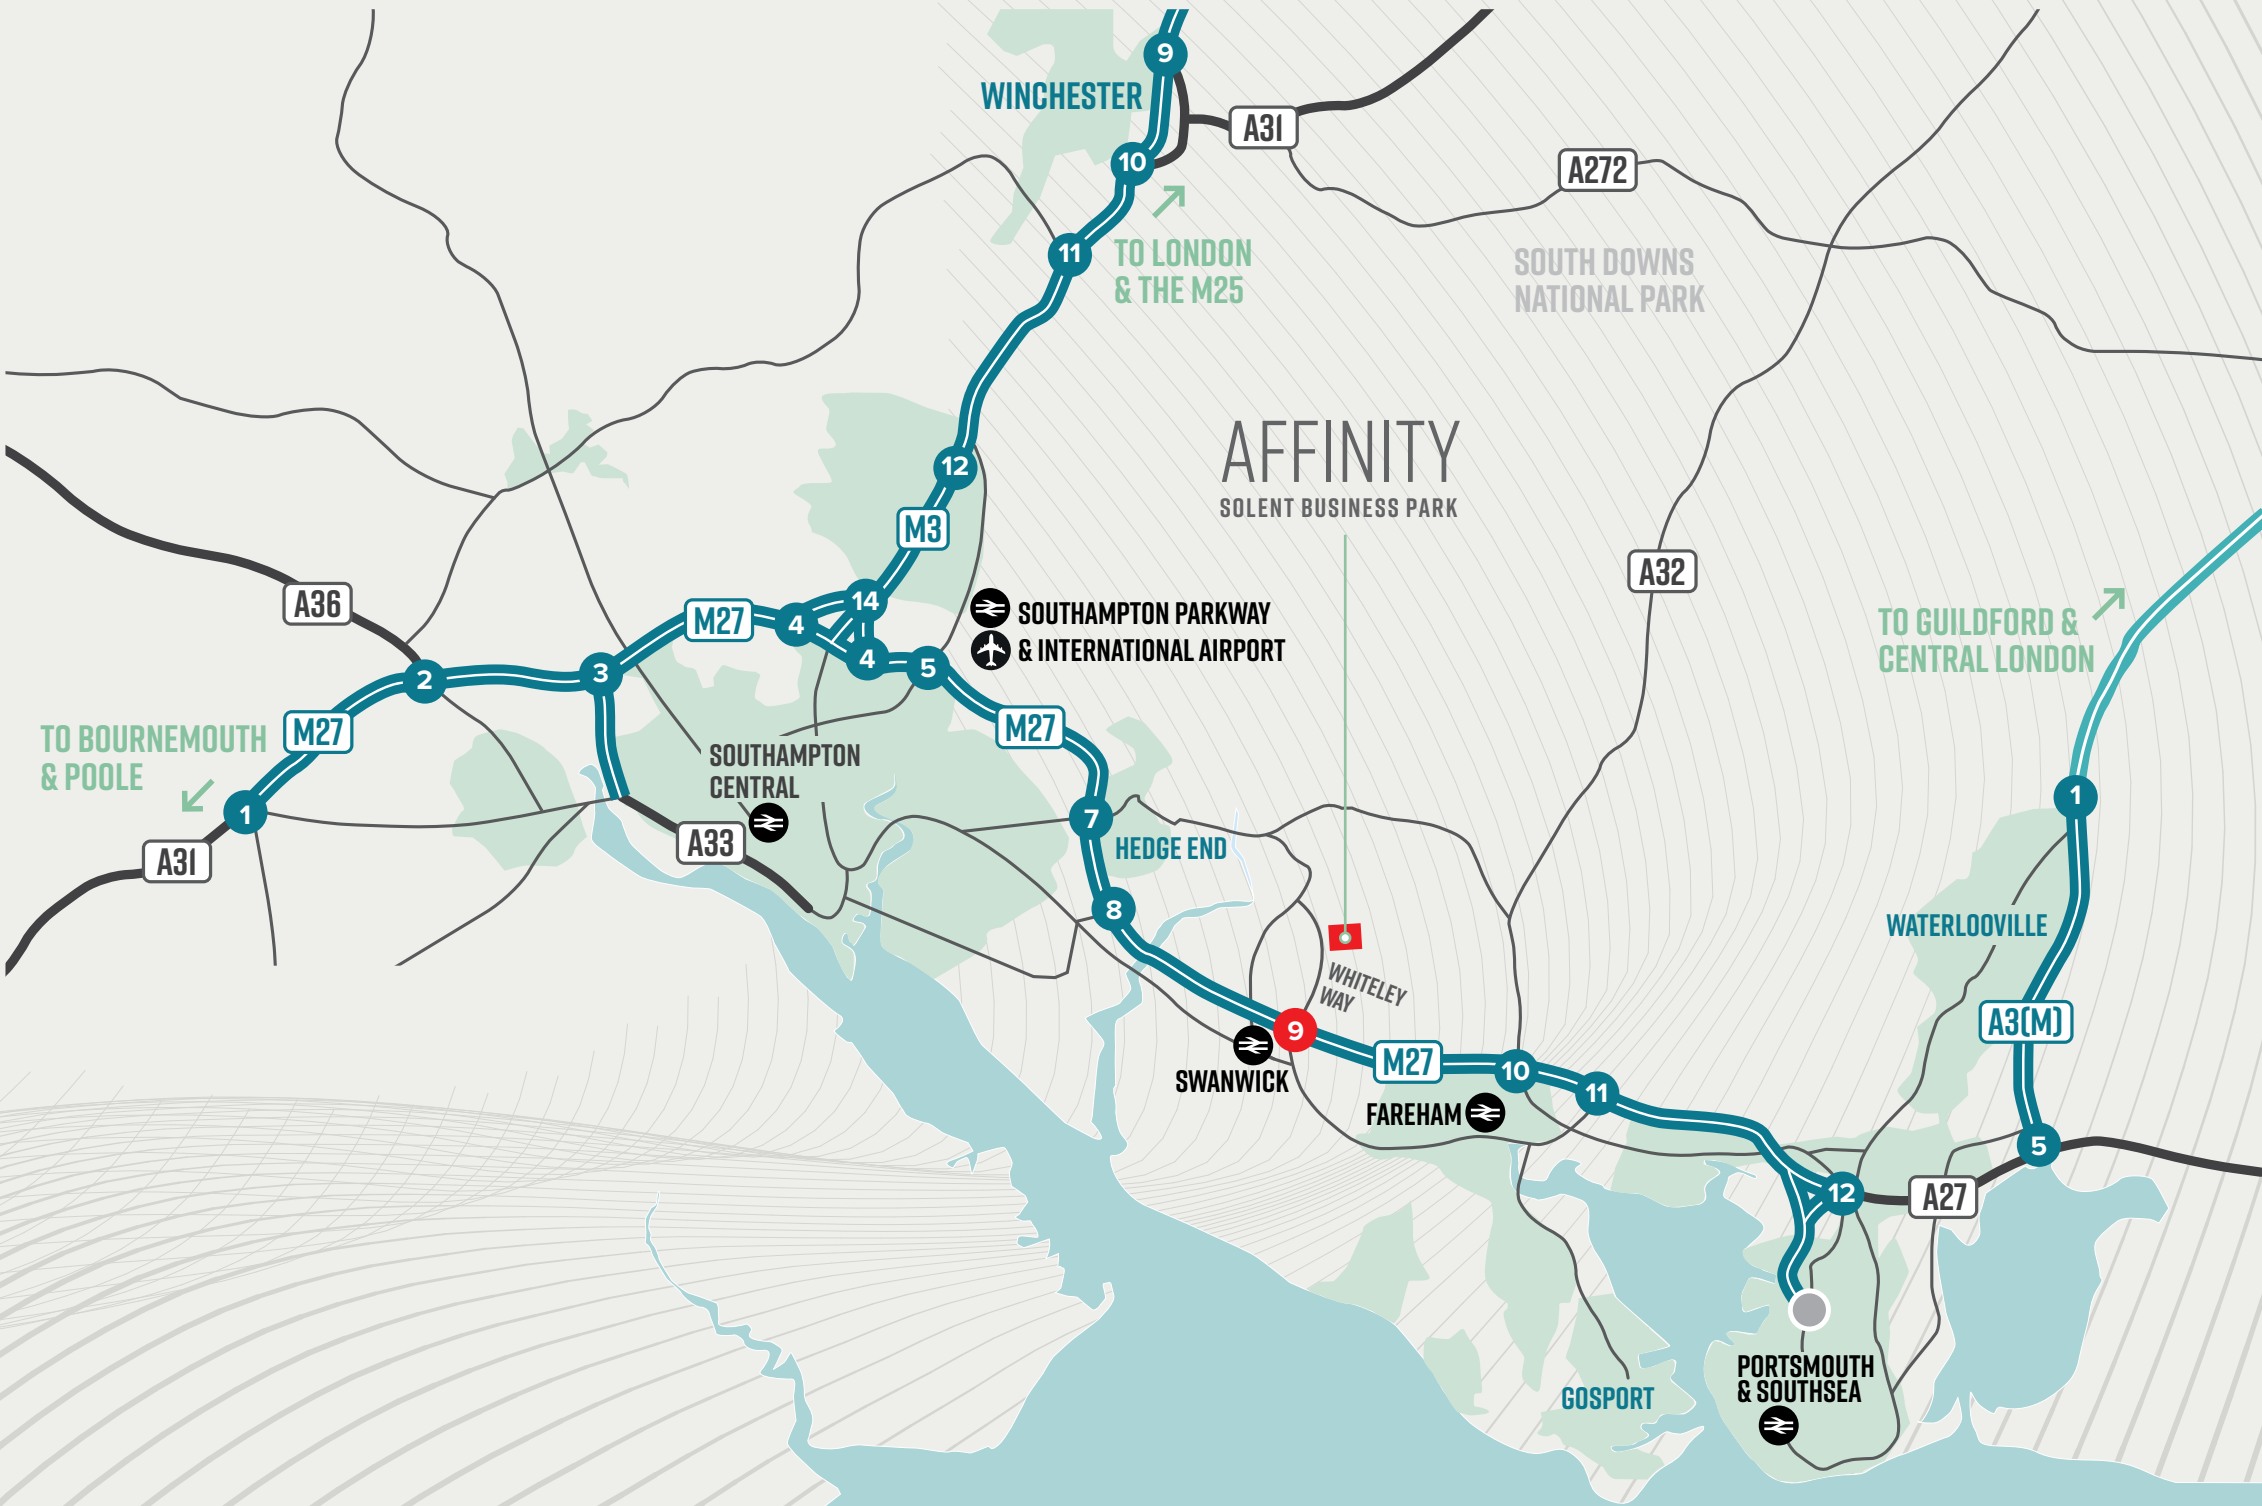 9
WINCHESTER
A31
10
A272
11
TO LONDON
& THE M25
SOUTH DOWNS
NATIONAL PARK
AFFINITY
SOLENT BUSINESS PARK
12
M3
A32
A36
14
M27
4
4
5
SOUTHAMPTON PARKWAY
& INTERNATIONAL AIRPORT
TO GUILDFORD &
CENTRAL LONDON
3
2
M27
M27
TO BOURNEMOUTH
& POOLE
1
A31
SOUTHAMPTON
CENTRAL
A33
7
HEDGE END
1
8
WATERLOOVILLE
WHITELEY
WAY
9
SWANWICK
M27
10
11
FAREHAM
A3(M)
5
12
A27
PORTSMOUTH
& SOUTHSEA
GOSPORT